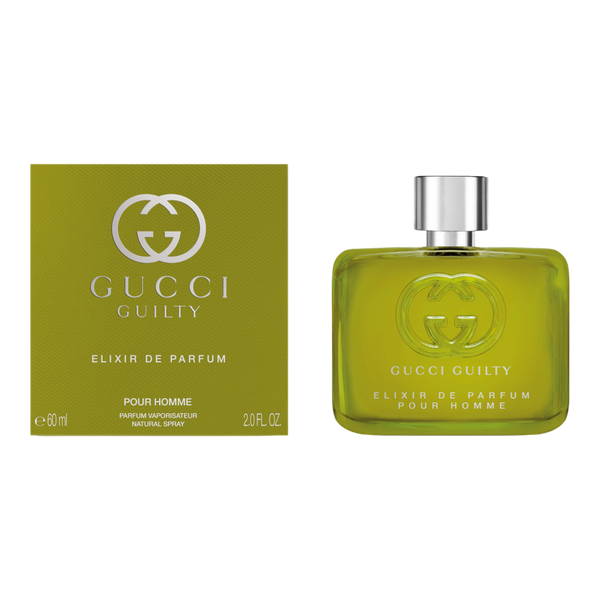 GUCCI
GUILTY
ELIXIR DE PARFUM
POUR HOMME
PARFUM VAPORISATEUR
NATURAL SPRAY
℮60 ml
2.0 FL. OZ.
GUCCI GUILTY
ELIXIR DE PARFUM
POUR HOMME